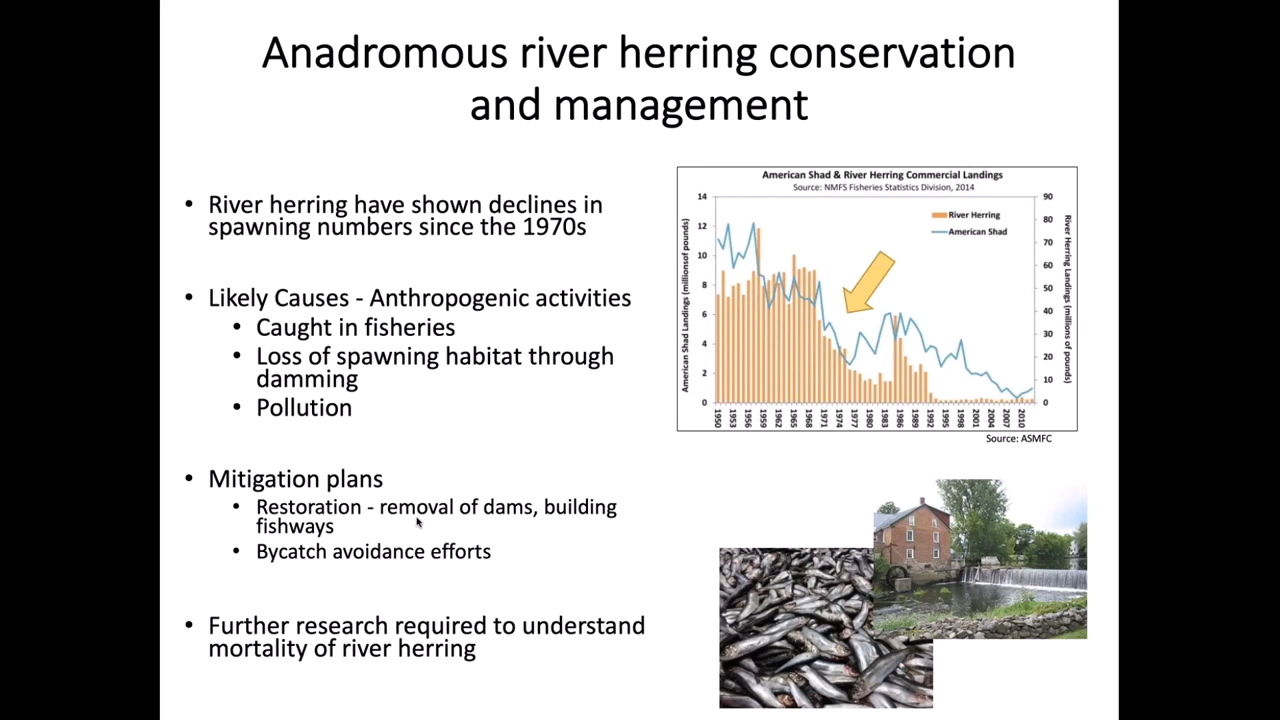 Anadromous river herring conservation
and management
• River herring have shown declines in
spawning numbers since the 1970s
• Likely Causes - Anthropogenic activities
• Caught in fisheries
• Loss of spawning habitat through
damming
• Pollution
• Mitigation plans
• Restoration - removal of dams, building
fishways
• Bycatch avoidance efforts
• Further research required to understand
mortality of river herring
American Shad & River Herring Commercial Landings
Source: NMFS Fisheries Statistics Division, 2014
American Shad Landings (millionsof pounds)
14
12
10
8
6
4
2
0
River Herring
American Shad
90
80
70
60
50
40
30
20
10
0
River Herring Landings (millions of pounds)
1950
1953
1956
1959
1962
1965
1968
1971
1974
1977
1980
1983
1986
1989
1992
1995
1998
2001
2004
2007
2010
Source: ASMFC